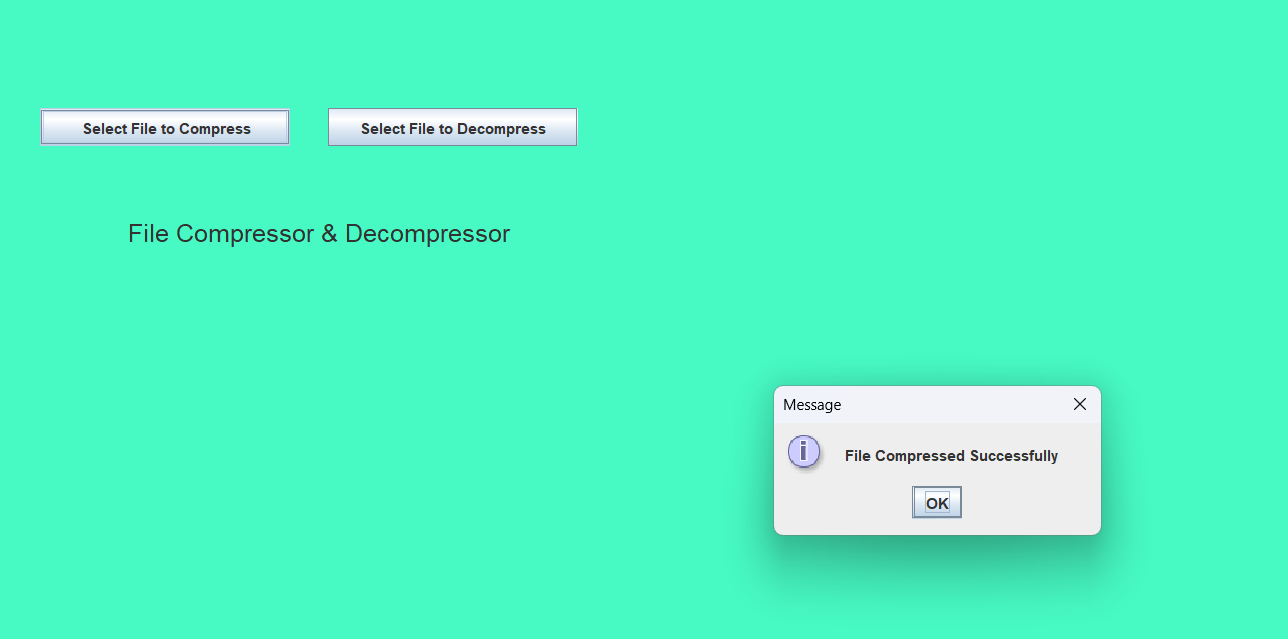 Select File to Compress
Select File to Decompress
File Compressor & Decompressor
Message
File Compressed Successfully
OK